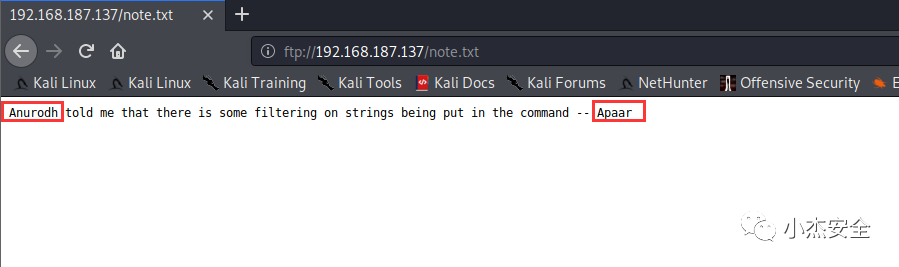 192.168.187.137/note.txt
ftp://192.168.187.137/note.txt
Kali Linux Kali Linux Kali Training Kali Tools Kali Docs Kali Forums NetHunter Offensive Security
Anurodh told me that there is some filtering on strings being put in the command -- Apaar
小杰安全